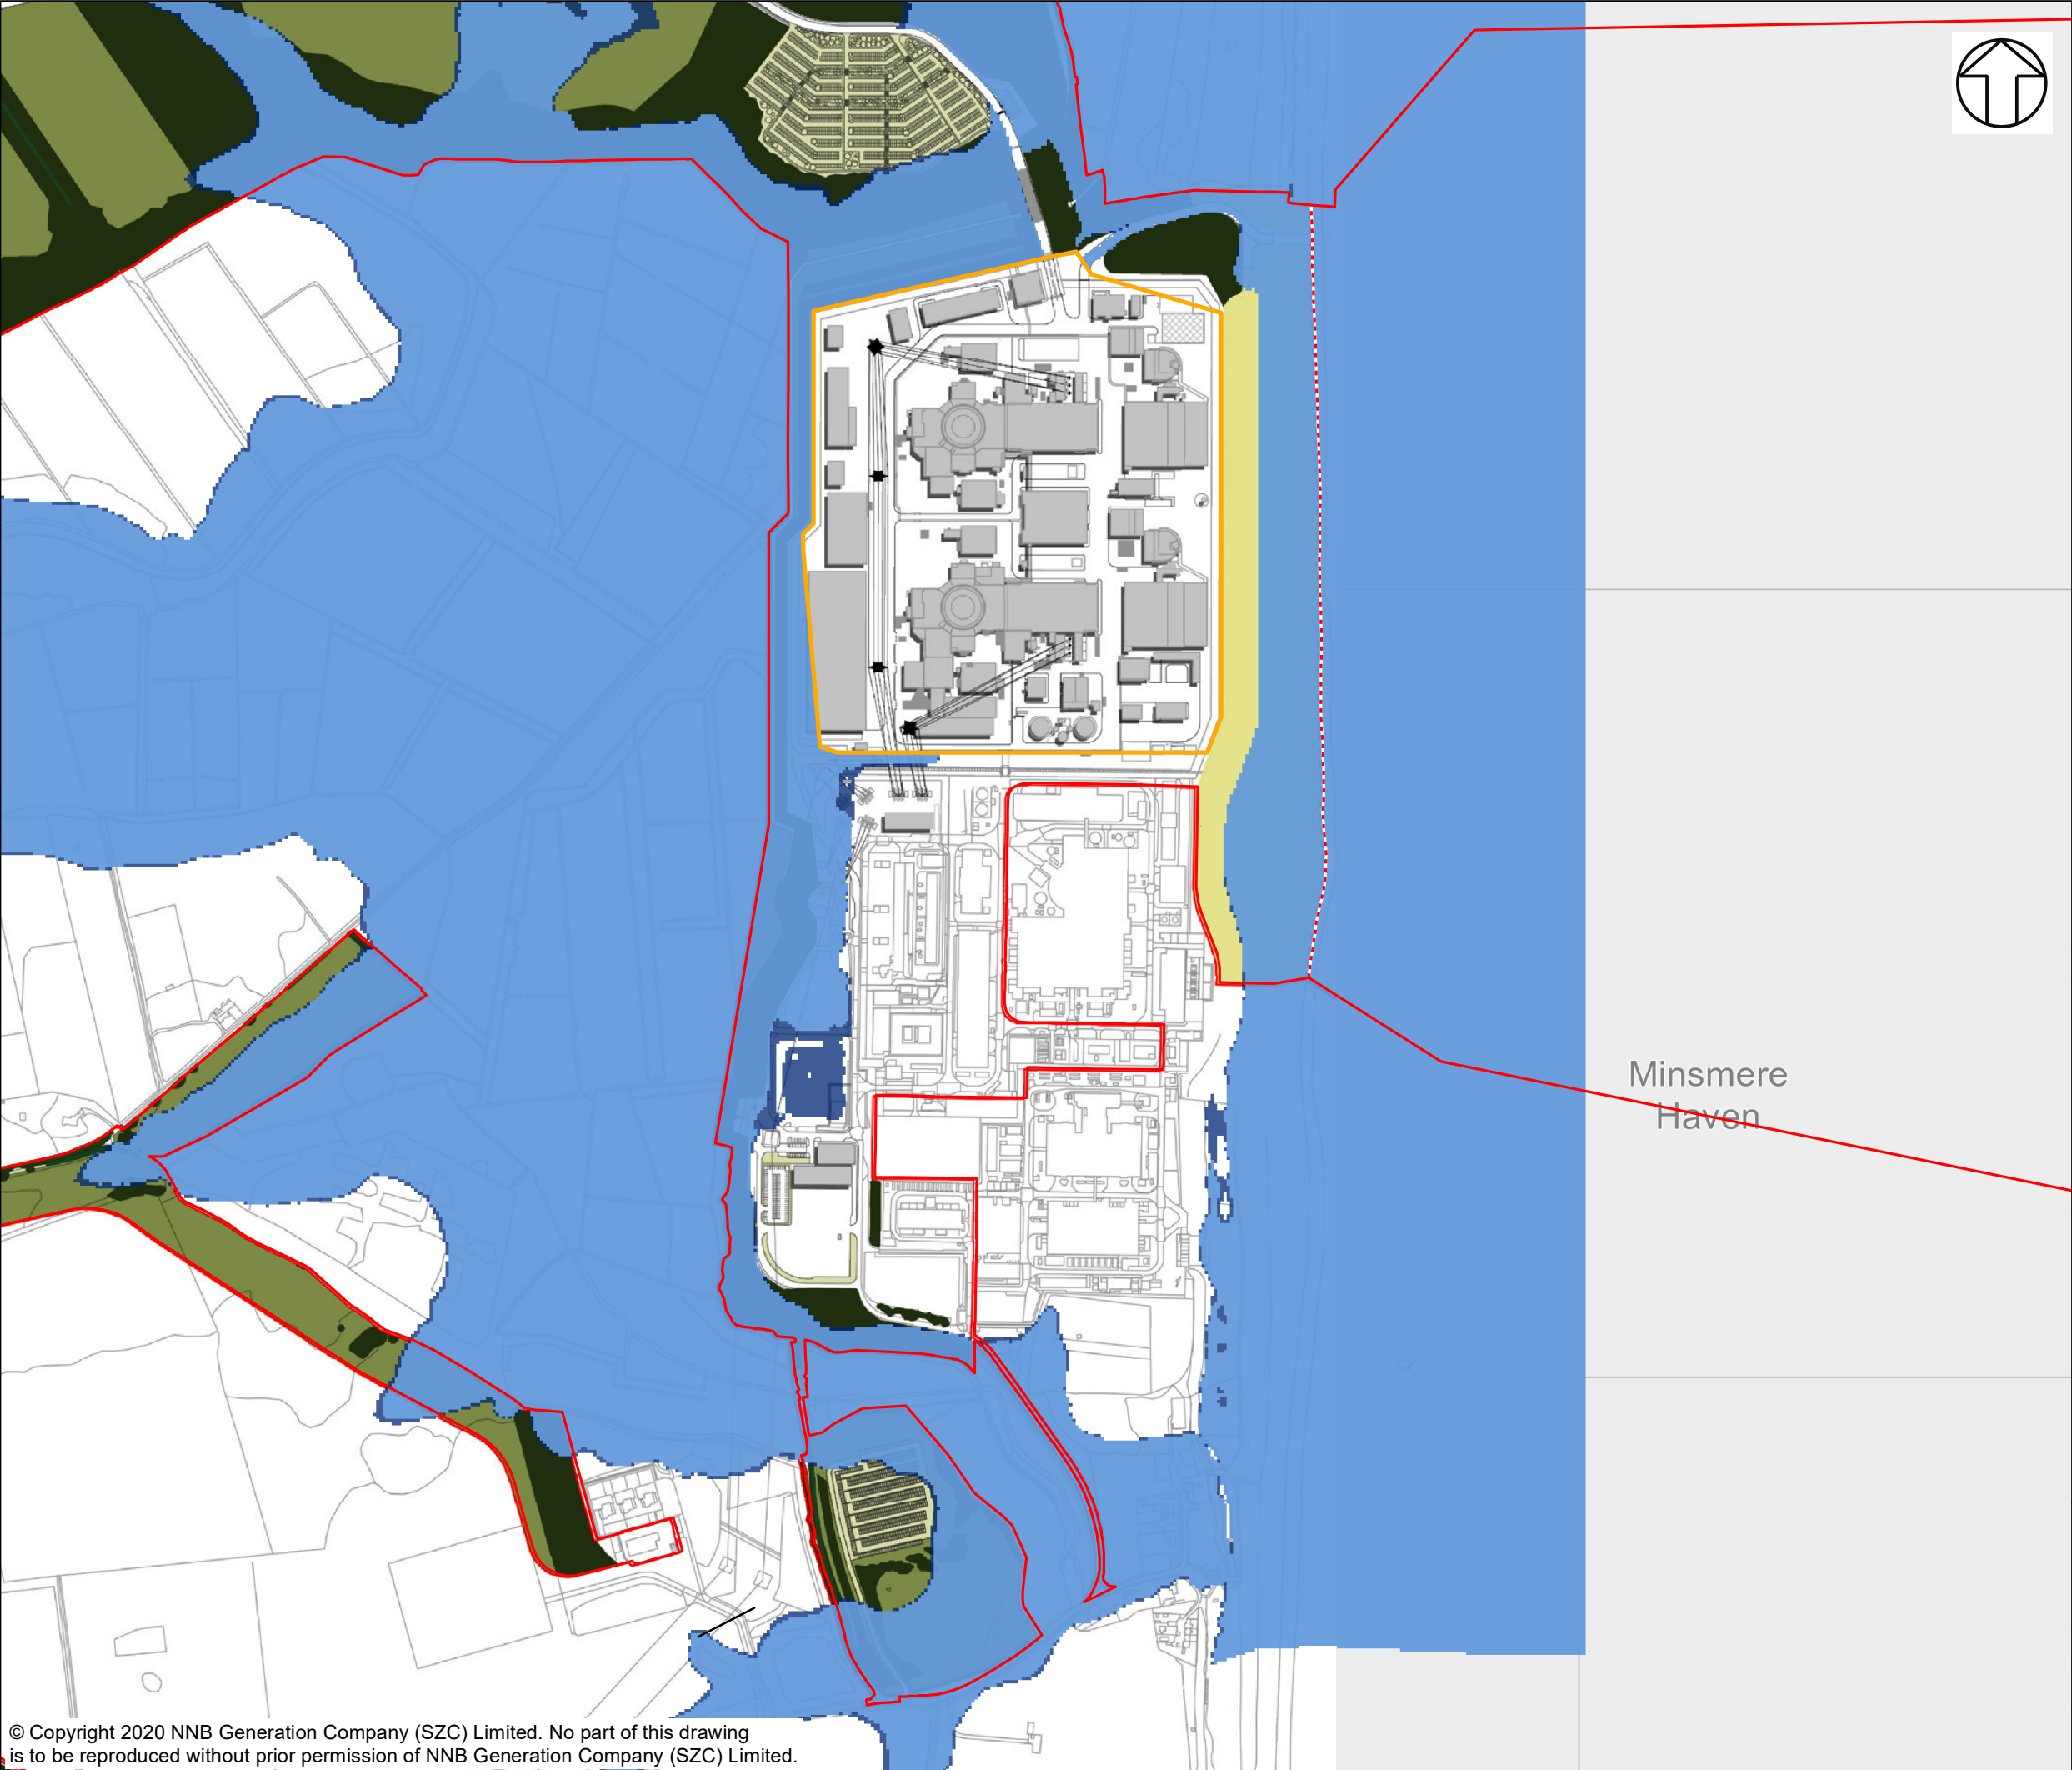 Minsmere
Haven
© Copyright 2020 NNB Generation Company (SZC) Limited. No part of this drawing
is to be reproduced without prior permission of NNB Generation Company (SZC) Limited.